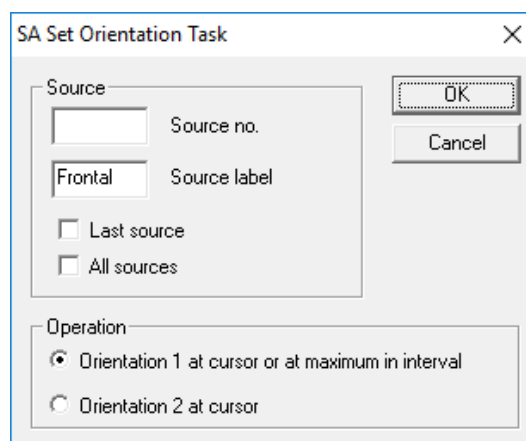 SA Set Orientation Task
Source
OK
Source no.
Cancel
Frontal Source label
Last source
All sources
Operation
Orientation 1 at cursor or at maximum in interval
Orientation 2 at cursor